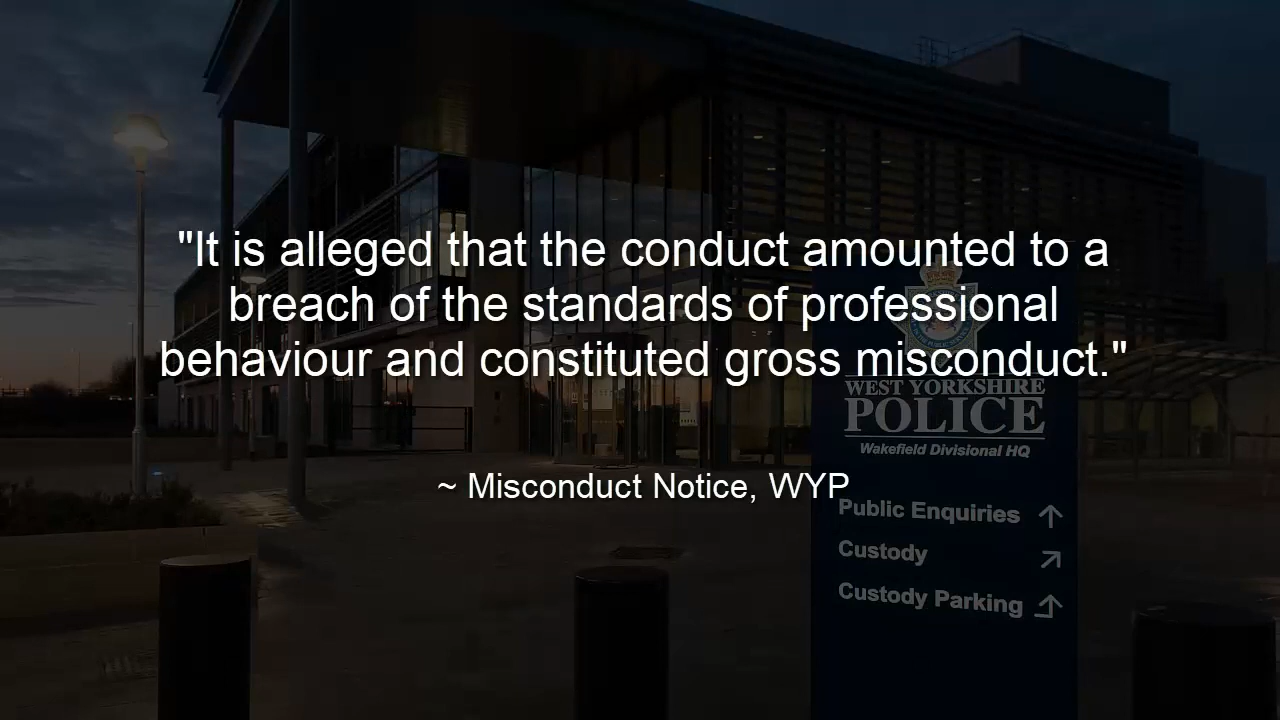 "It is alleged that the conduct amounted to a
breach of the standards of professional
behaviour and constituted gross misconduct."
~ Misconduct Notice, WYP
WEST YORKSHIRE
POLICE
Wakefield Divisional HQ
Public Enquiries
Custody
Custody Parking